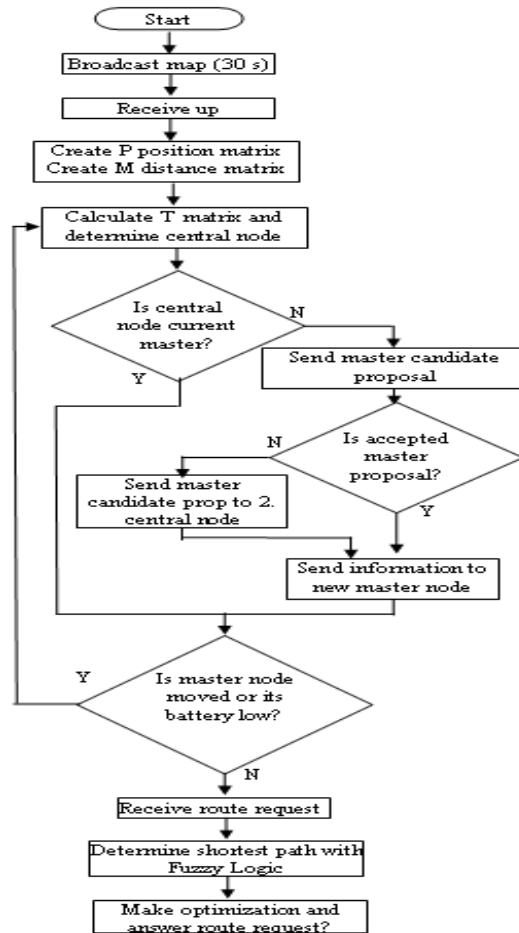 Start
Broadcast map (30 s)
Receive up
Create P position matrix
Create M distance matrix
Calculate T matrix and
determine central node
Is central
node current
master?
N
Y
Send master candidate
proposal
Is accepted
master
proposal?
N
Y
Send master
candidate prop to 2.
central node
Send information to
new master node
Is master node
moved or its
battery low?
Y
N
Receive route request
Determine shortest path with
Fuzzy Logic
Make optimization and
answer route request?